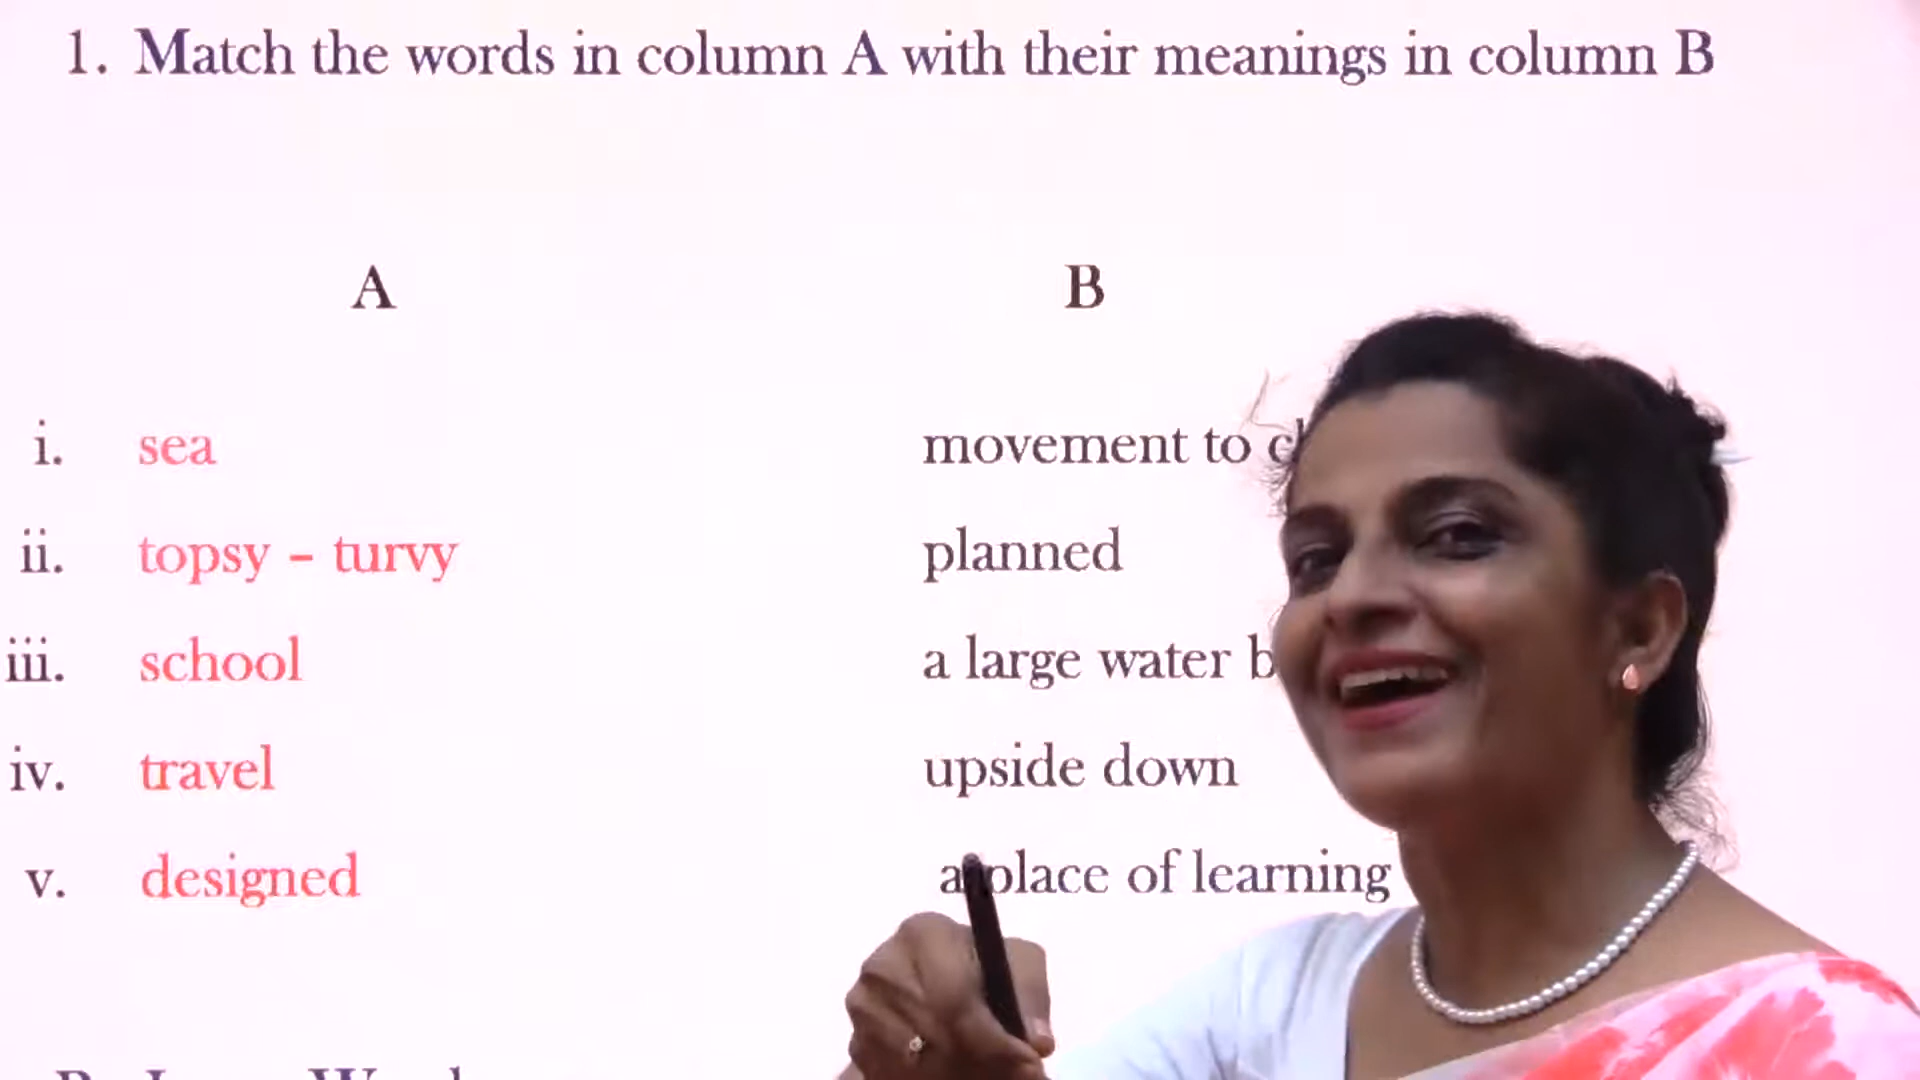 1. Match the words in column A with their meanings in column B
A B
i. sea movement to
ii. topsy – turvy planned
iii. school a large water
iv. travel upside down
v. designed a place of learning